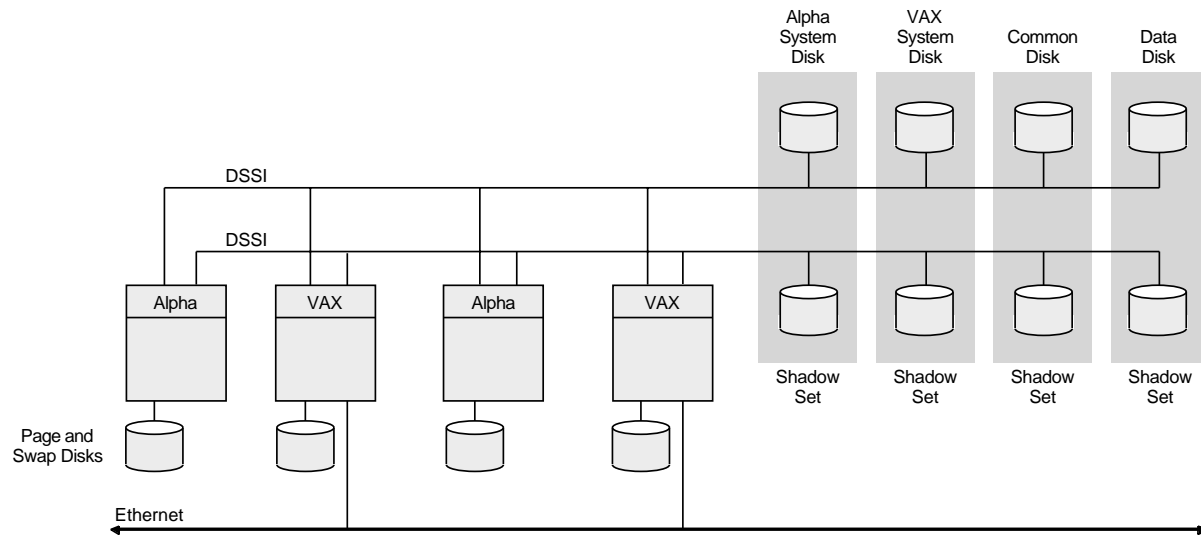 Alpha
System
Disk
VAX
System
Disk
Common
Disk
Data
Disk
DSSI
DSSI
Alpha
VAX
Alpha
VAX
Shadow
Set
Shadow
Set
Shadow
Set
Shadow
Set
Page and
Swap Disks
Ethernet